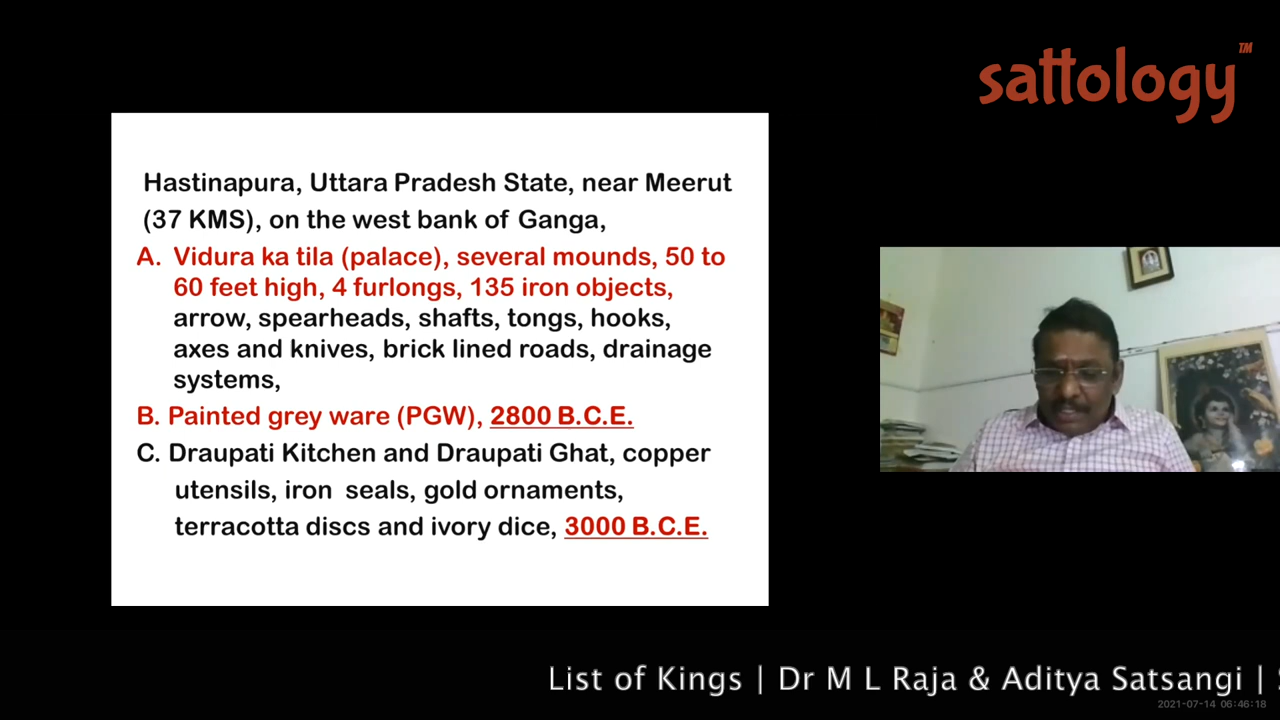 sattology™
Hastinapura, Uttara Pradesh State, near Meerut
(37 KMS), on the west bank of Ganga,
A. Vidura ka tila (palace), several mounds, 50 to
60 feet high, 4 furlongs, 135 iron objects,
arrow, spearheads, shafts, tongs, hooks,
axes and knives, brick lined roads, drainage
systems,
B. Painted grey ware (PGW), 2800 B.C.E.
C. Draupati Kitchen and Draupati Ghat, copper
utensils, iron seals, gold ornaments,
terracotta discs and ivory dice, 3000 B.C.E.
List of Kings | Dr M L Raja & Aditya Satsangi |
2021-07-14 06:46:18